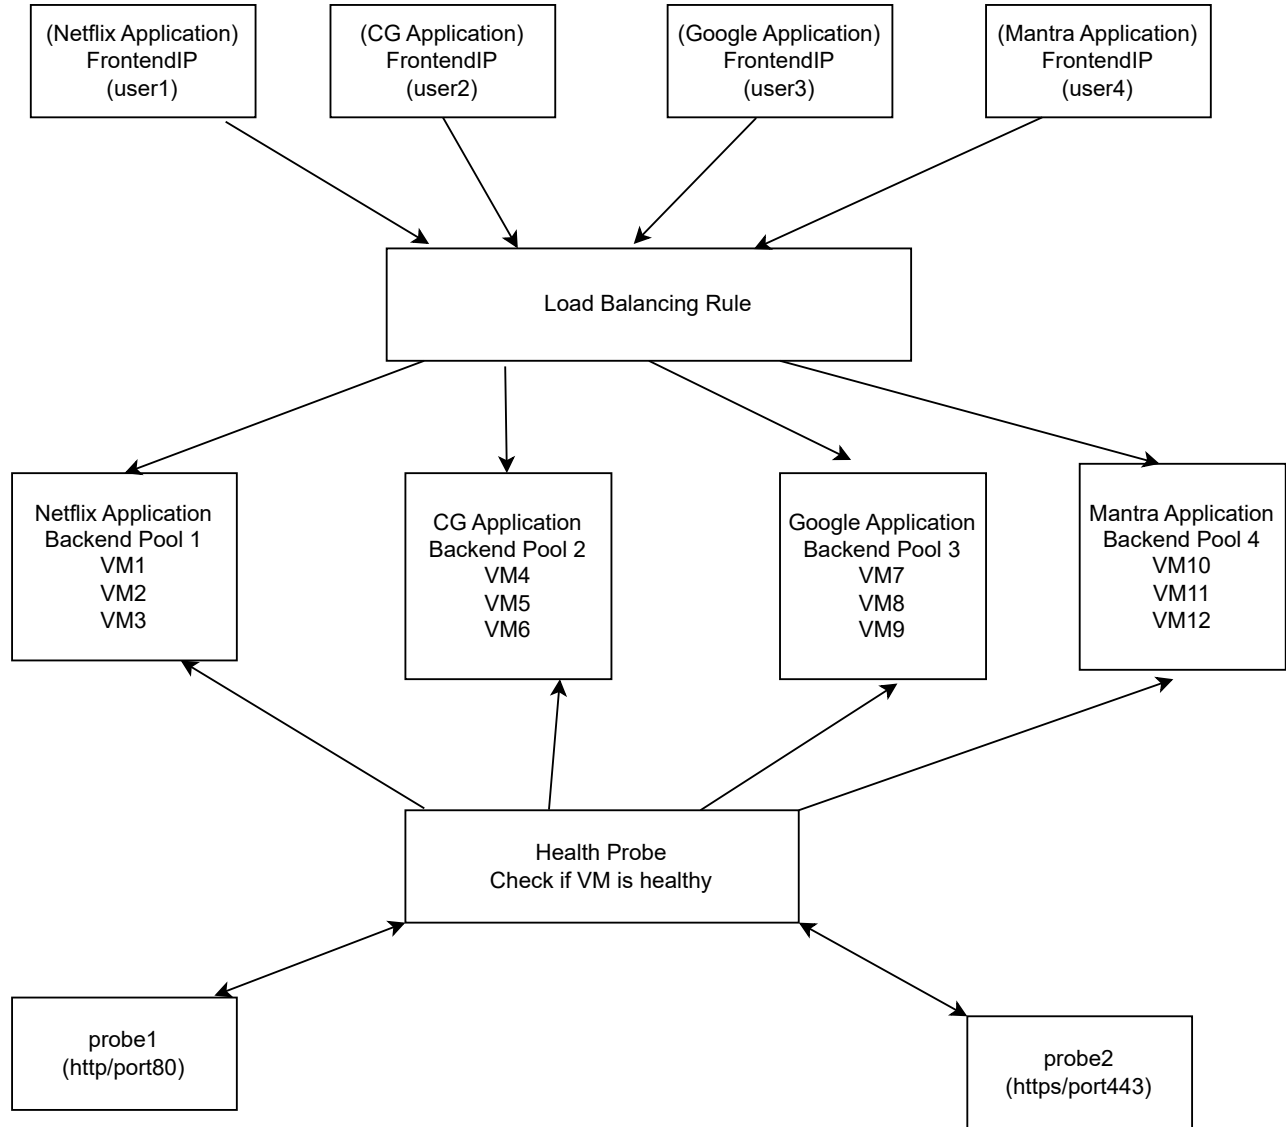 (Netflix Application)
FrontendIP
(user1)
(CG Application)
FrontendIP
(user2)
(Google Application)
FrontendIP
(user3)
(Mantra Application)
FrontendIP
(user4)
Load Balancing Rule
Netflix Application
Backend Pool 1
VM1
VM2
VM3
CG Application
Backend Pool 2
VM4
VM5
VM6
Google Application
Backend Pool 3
VM7
VM8
VM9
Mantra Application
Backend Pool 4
VM10
VM11
VM12
Health Probe
Check if VM is healthy
probe1
(http/port80)
probe2
(https/port443)